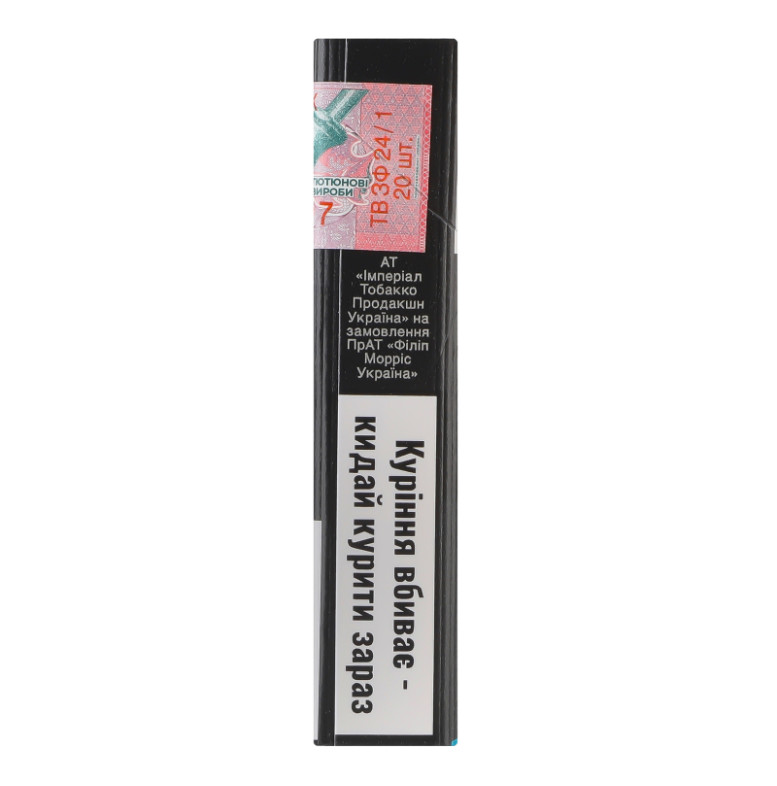 ТВ ЗФ 24/1
20 шт.
ТЮТЮНОВІ
ВИРОБИ
7
АТ
«Імперіал
Тобакко
Продакшн
Україна» на
замовлення
ПрАТ «Філіп
Морріс
Україна»
Куріння вбиває -
кидай курити зараз